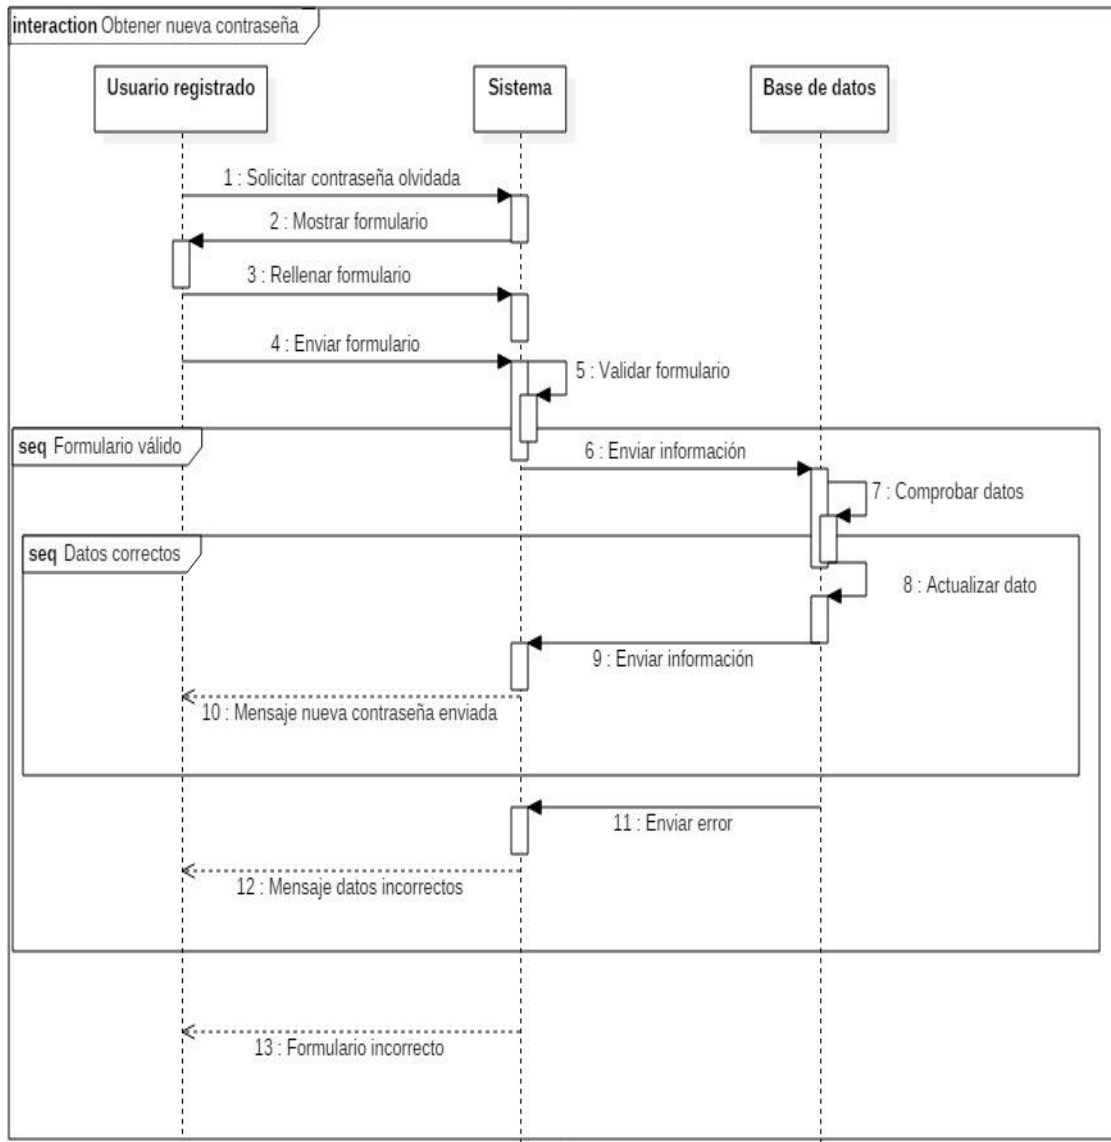 interaction Obtener nueva contraseña
Usuario registrado
Sistema
Base de datos
1 : Solicitar contraseña olvidada
2 : Mostrar formulario
3 : Rellenar formulario
4 : Enviar formulario
5 : Validar formulario
seq Formulario válido
6 : Enviar información
7 : Comprobar datos
seq Datos correctos
8 : Actualizar dato
9 : Enviar información
10 : Mensaje nueva contraseña enviada
11 : Enviar error
12 : Mensaje datos incorrectos
13 : Formulario incorrecto